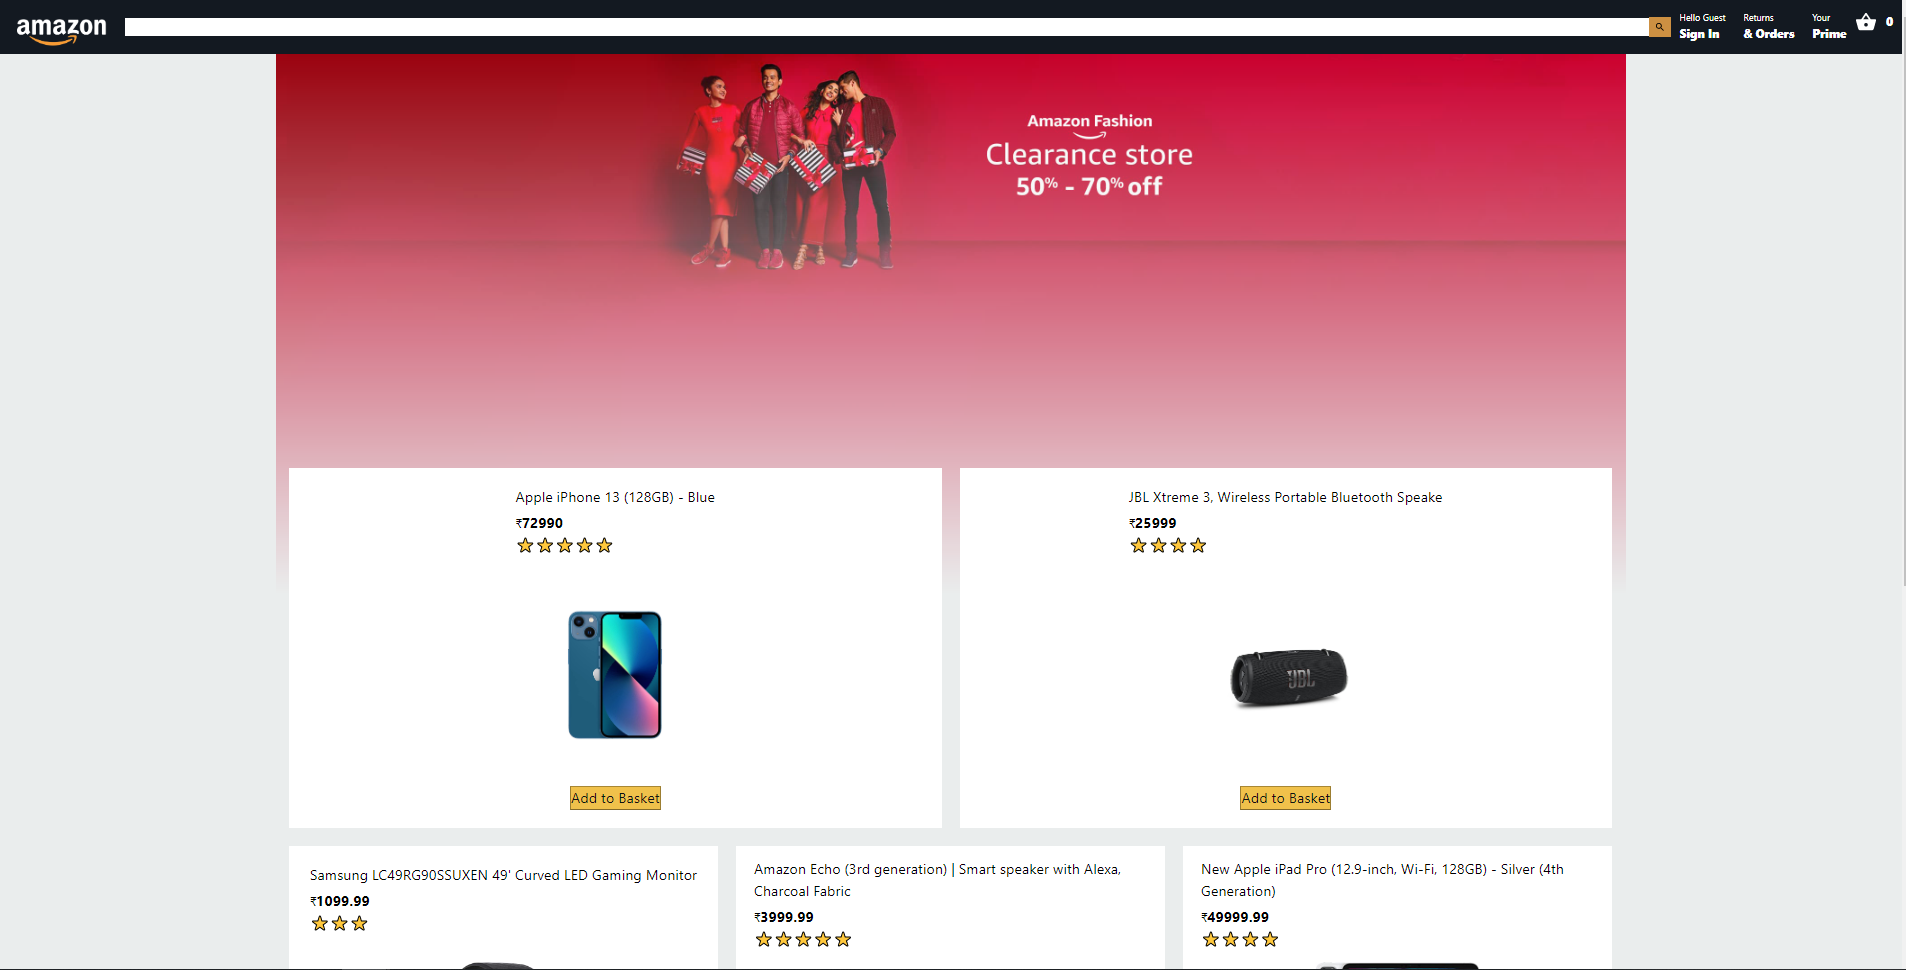 amazon
Hello Guest
Sign In
Returns
& Orders
Your
Prime
0
Amazon Fashion
Clearance store
50% - 70% off
Apple iPhone 13 (128GB) - Blue
₹72990
Add to Basket
JBL Xtreme 3, Wireless Portable Bluetooth Speake
₹25999
JBL
Add to Basket
Samsung LC49RG90SSUXEN 49' Curved LED Gaming Monitor
₹1099.99
Amazon Echo (3rd generation) | Smart speaker with Alexa,
Charcoal Fabric
₹3999.99
New Apple iPad Pro (12.9-inch, Wi-Fi, 128GB) - Silver (4th
Generation)
₹49999.99